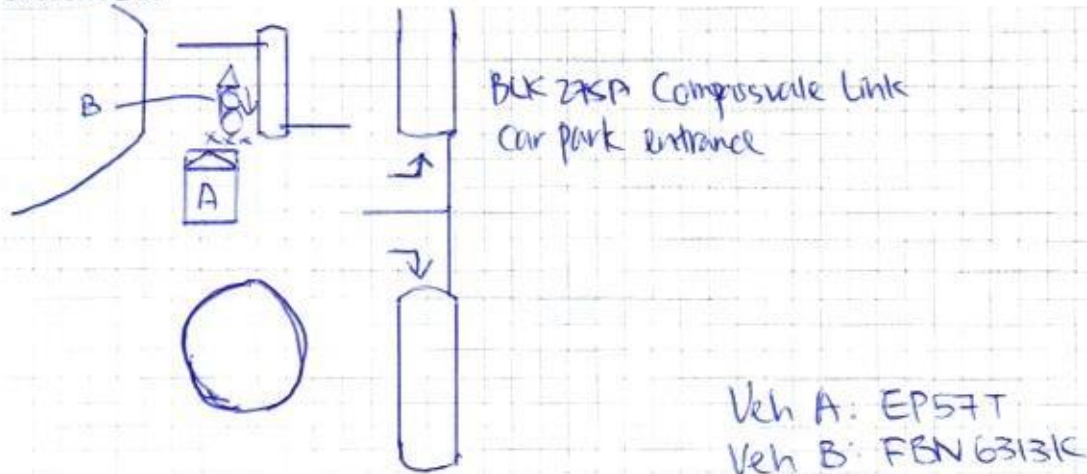 B
A
BLK 275A Compassvale Link
Car park entrance
Veh A: EP57T
Veh B: FBN6313K